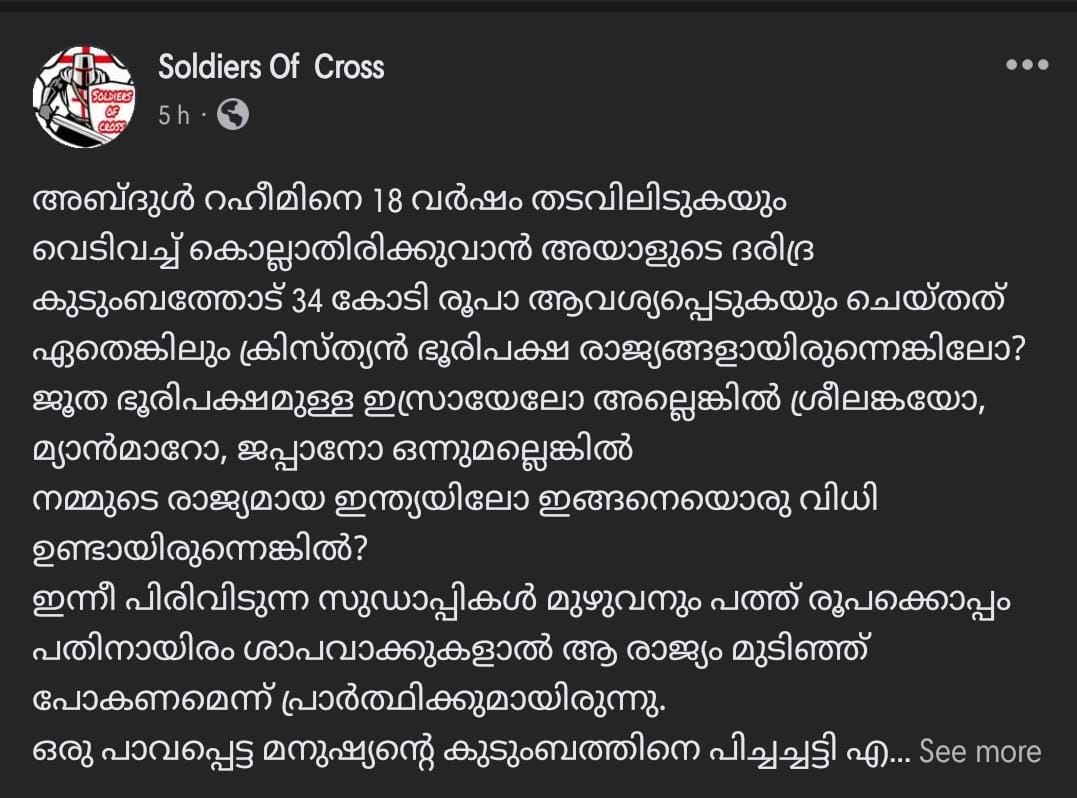 Soldiers Of Cross
5 h ·
SOLDIERS
OF
CROSS
അബ്ദുൾ റഹീമിനെ 18 വർഷം തടവിലിടുകയും
വെടിവച്ച് കൊല്ലാതിരിക്കുവാൻ അയാളുടെ ദരിദ്ര
കുടുംബത്തോട് 34 കോടി രൂപാ ആവശ്യപ്പെടുകയും ചെയ്തത്
ഏതെങ്കിലും ക്രിസ്ത്യൻ ഭൂരിപക്ഷ രാജ്യങ്ങളായിരുന്നെങ്കിലോ?
ജൂത ഭൂരിപക്ഷമുള്ള ഇസ്രായേലോ അല്ലെങ്കിൽ ശ്രീലങ്കയോ,
മ്യാൻമാറോ, ജപ്പാനോ ഒന്നുമല്ലെങ്കിൽ
നമ്മുടെ രാജ്യമായ ഇന്ത്യയിലോ ഇങ്ങനെയൊരു വിധി
ഉണ്ടായിരുന്നെങ്കിൽ?
ഇന്നീ പിരിവിടുന്ന സുഡാപ്പികൾ മുഴുവനും പത്ത് രൂപക്കൊപ്പം
പതിനായിരം ശാപവാക്കുകളാൽ ആ രാജ്യം മുടിഞ്ഞ്
പോകണമെന്ന് പ്രാർത്ഥിക്കുമായിരുന്നു.
ഒരു പാവപ്പെട്ട മനുഷ്യന്റെ കുടുംബത്തിനെ പിച്ചച്ചട്ടി എ... See more